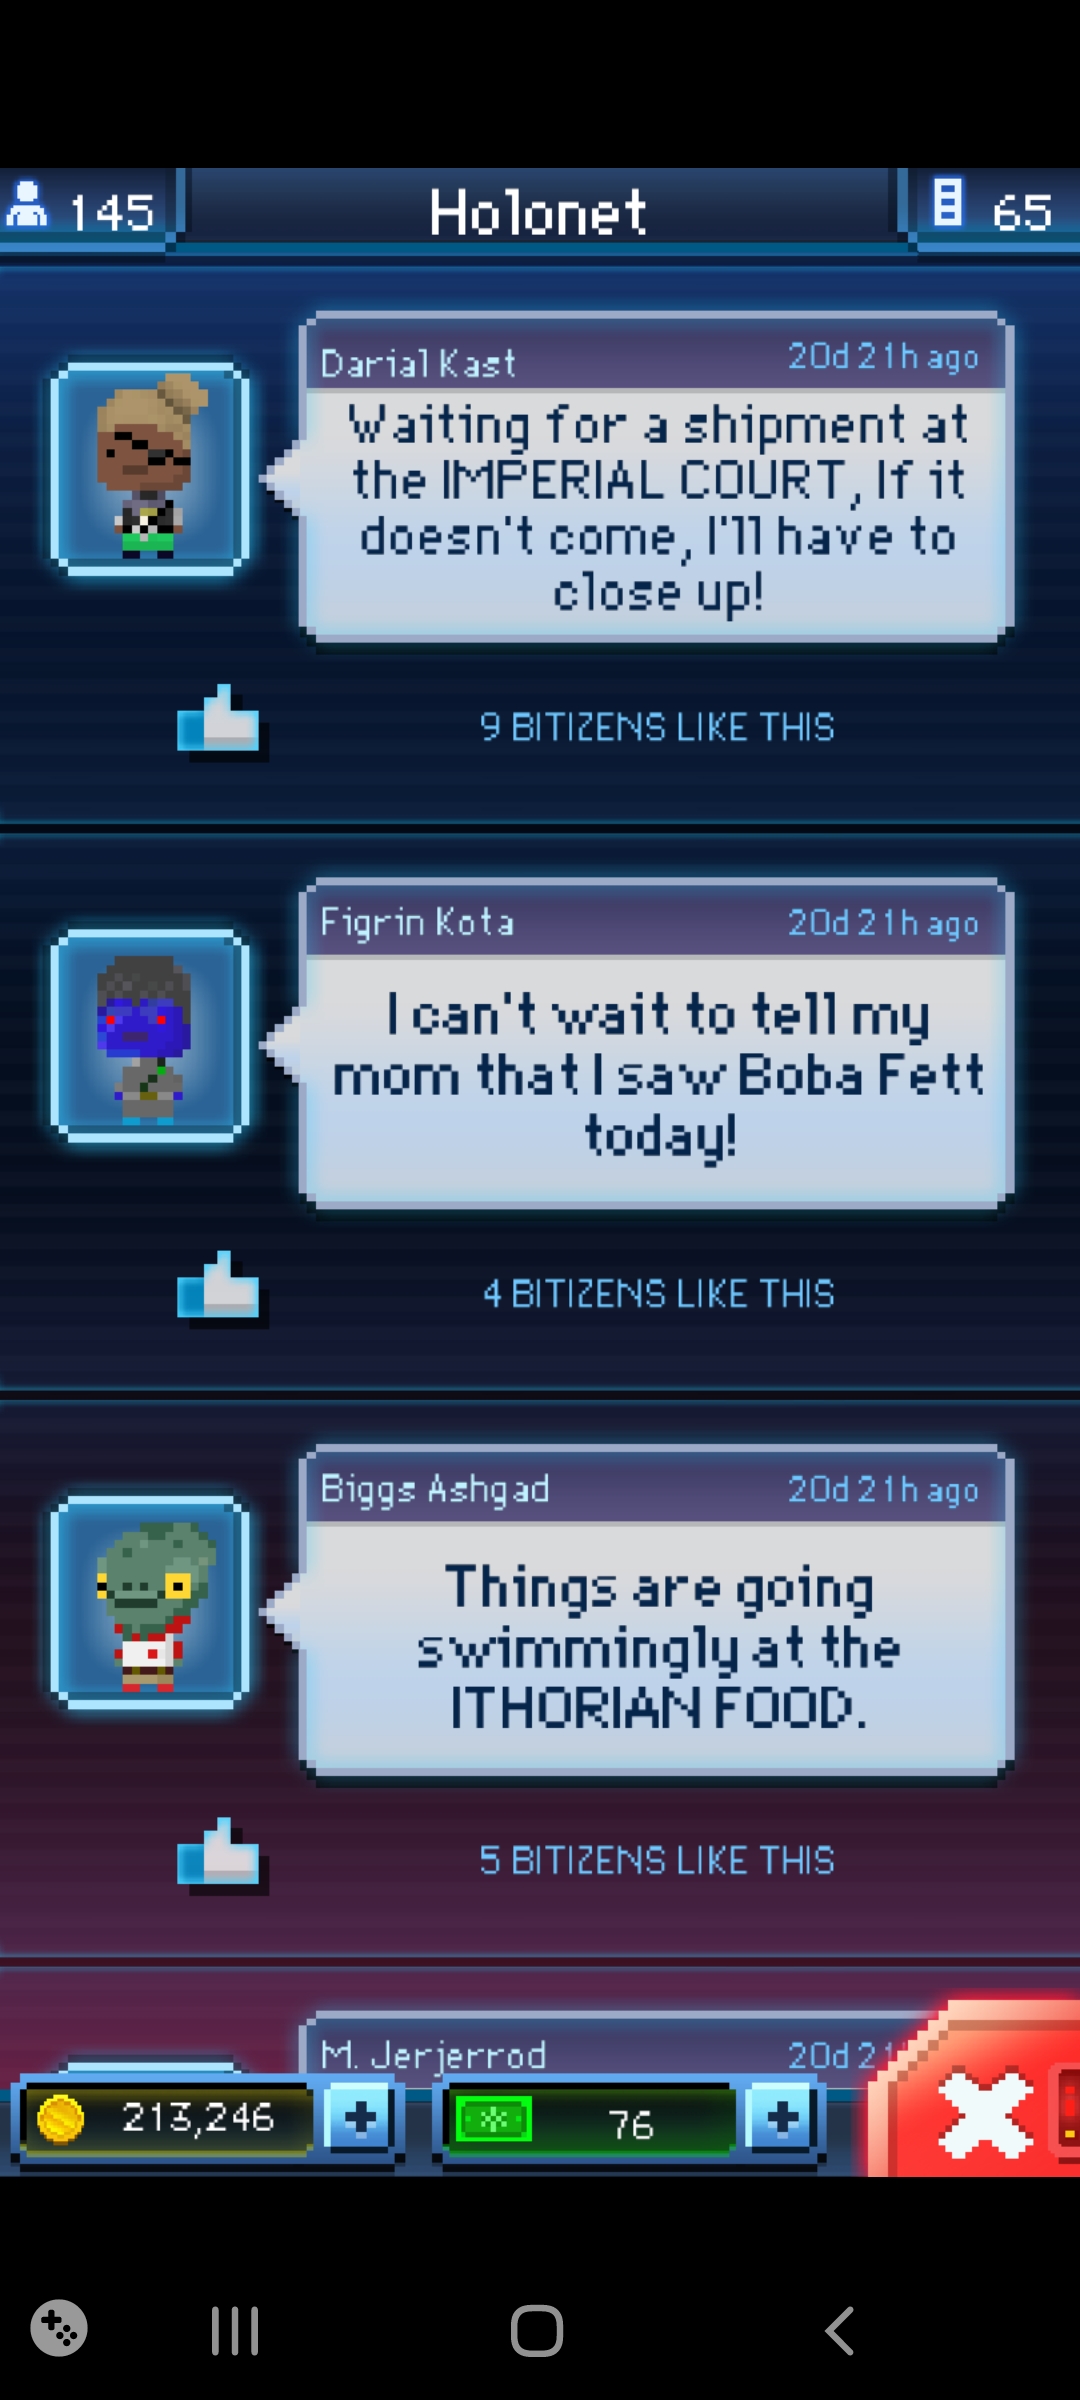 145
Holonet
65
Darial Kast
20d 21h ago
Waiting for a shipment at
the IMPERIAL COURT, If it
doesn't come, I'll have to
close up!
9 BITIZENS LIKE THIS
Figrin Kota
20d 21h ago
I can't wait to tell my
mom that I saw Boba Fett
today!
4 BITIZENS LIKE THIS
Biggs Ashgad
20d 21h ago
Things are going
swimmingly at the
ITHORIAN FOOD.
5 BITIZENS LIKE THIS
M. Jerjerrod
20d 21
213,246
76